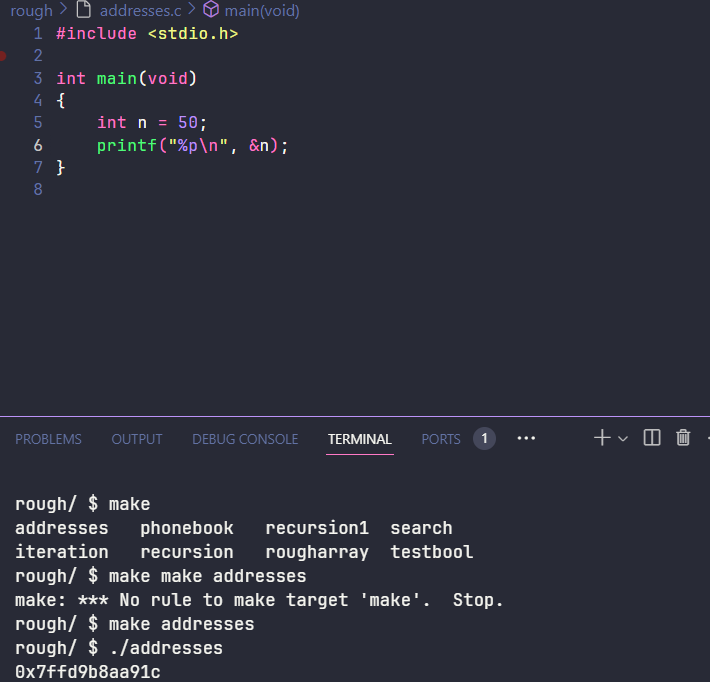 rough > addresses.c > main(void)
1 #include <stdio.h>
2
3 int main(void)
4 {
5     int n = 50;
6     printf("%p\n", &n);
7 }
8
PROBLEMS OUTPUT DEBUG CONSOLE TERMINAL PORTS 1 ...
rough/ $ make
addresses   phonebook   recursion1  search
iteration   recursion   rougharray  testbool
rough/ $ make make addresses
make: *** No rule to make target 'make'.  Stop.
rough/ $ make addresses
rough/ $ ./addresses
0x7ffd9b8aa91c